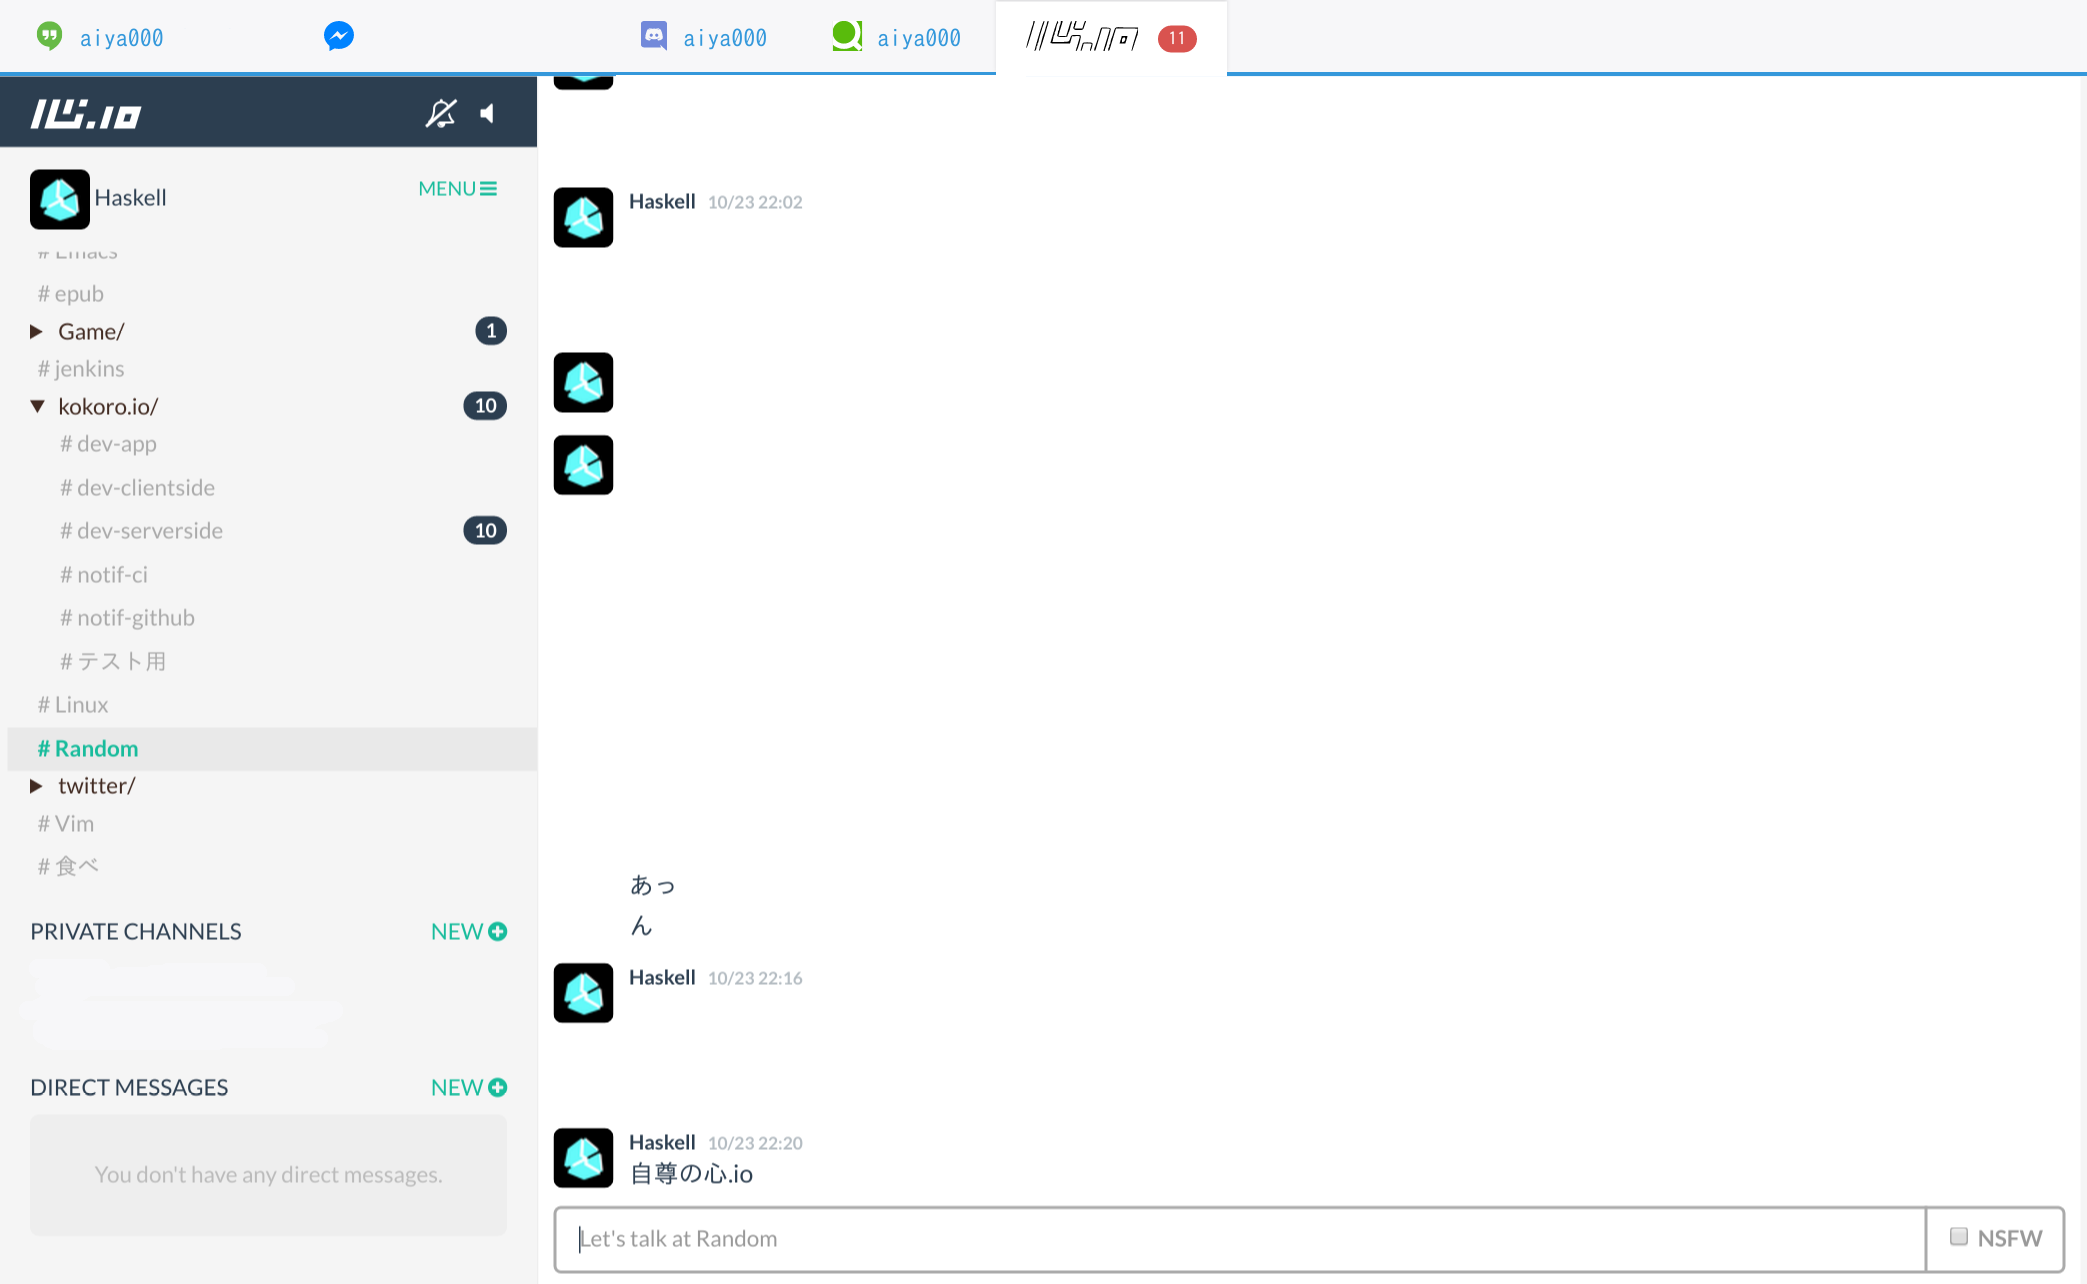 aiya000
aiya000
aiya000
心.io
11
心.io
Haskell
MENU
# Emacs
# epub
Game/
1
# jenkins
kokoro.io/
10
# dev-app
# dev-clientside
# dev-serverside
10
# notif-ci
# notif-github
# テスト用
# Linux
# Random
twitter/
# Vim
# 食べ
PRIVATE CHANNELS
NEW
DIRECT MESSAGES
NEW
You don't have any direct messages.
Haskell 10/23 22:02
あっ
ん
Haskell 10/23 22:16
Haskell 10/23 22:20
自尊の心.io
Let's talk at Random
NSFW